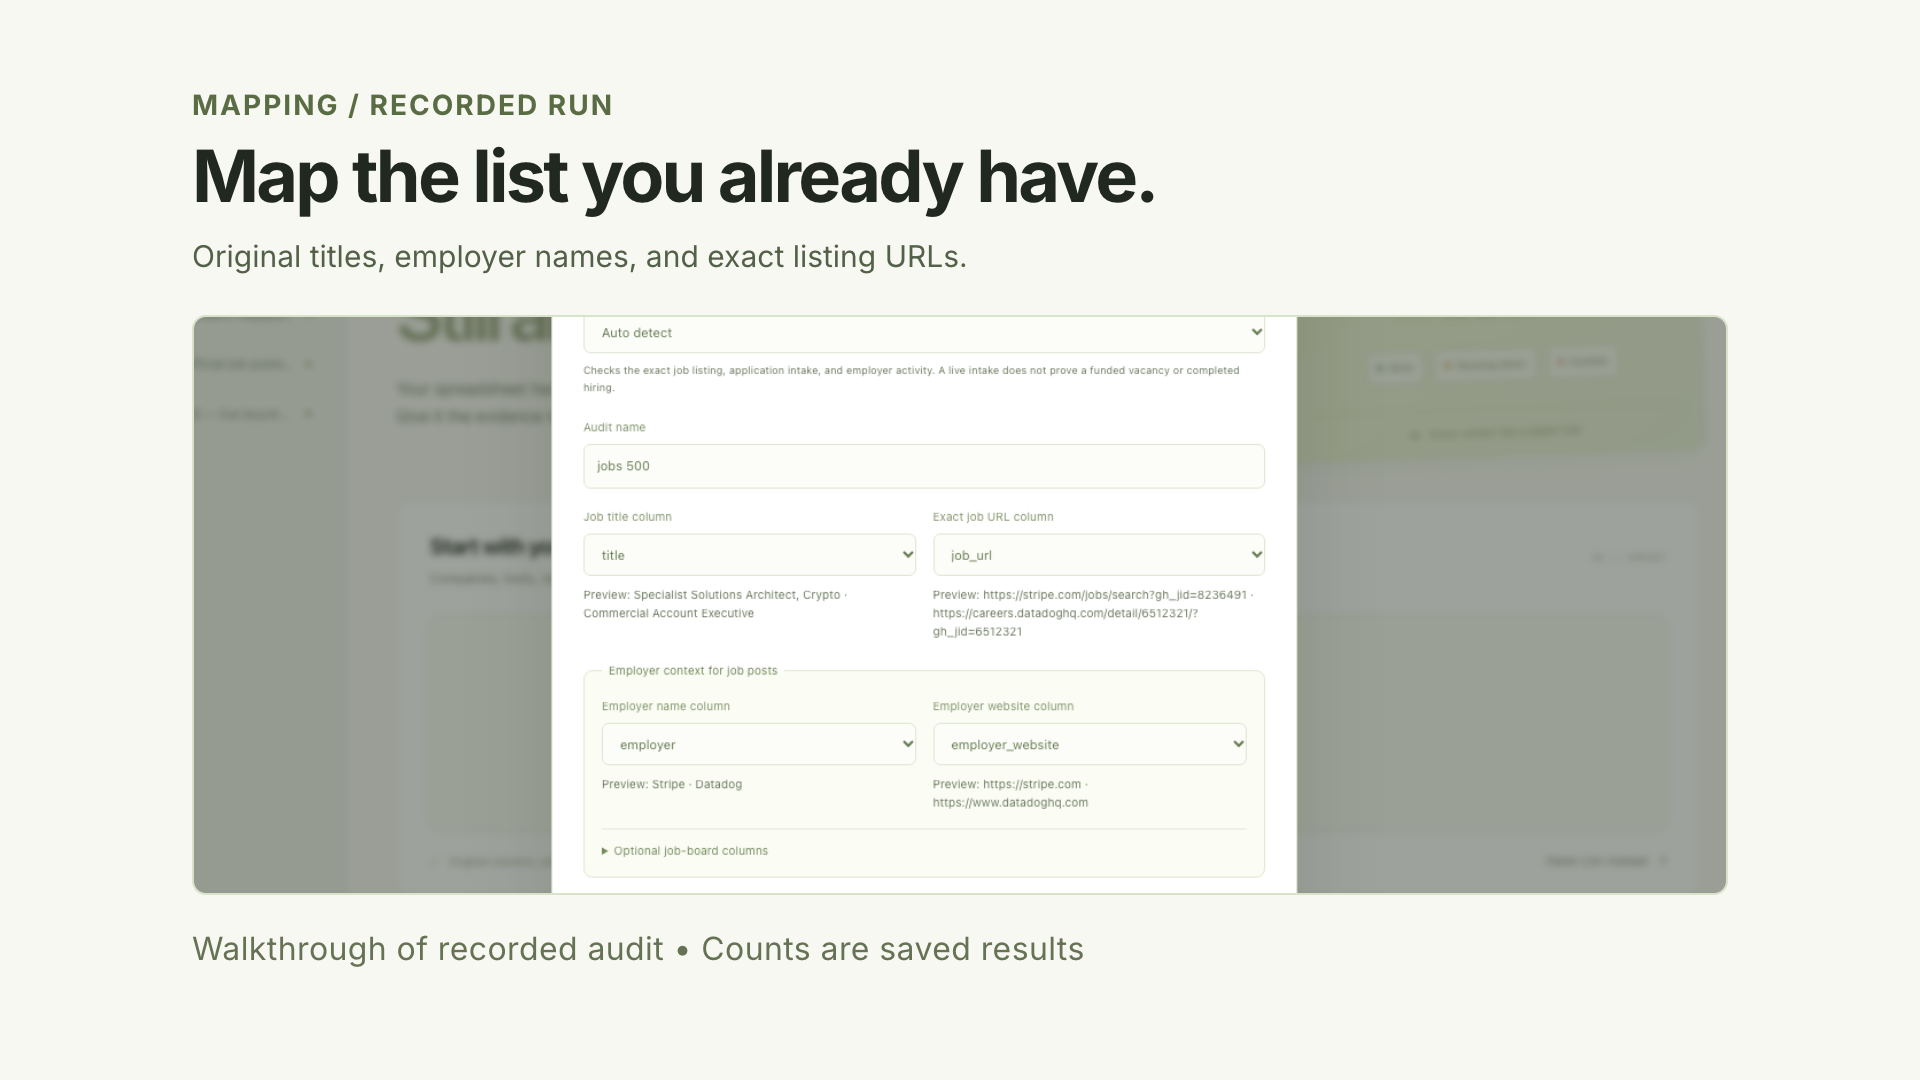 MAPPING / RECORDED RUN
Map the list you already have.
Original titles, employer names, and exact listing URLs.
Auto detect
Checks the exact job listing, application intake, and employer activity. A live intake does not prove a funded vacancy or completed
hiring.
Audit name
jobs 500
Job title column
Exact job URL column
title
job_url
Preview: Specialist Solutions Architect, Crypto ·
Commercial Account Executive
Preview: https://stripe.com/jobs/search?gh_jid=8236491 ·
https://careers.datadoghq.com/detail/6512321/?
gh_jid=6512321
Employer context for job posts
Employer name column
Employer website column
employer
employer_website
Preview: Stripe · Datadog
Preview: https://stripe.com ·
https://www.datadoghq.com
Optional job-board columns
Start with
Your spreadsheet
Walkthrough of recorded audit • Counts are saved results